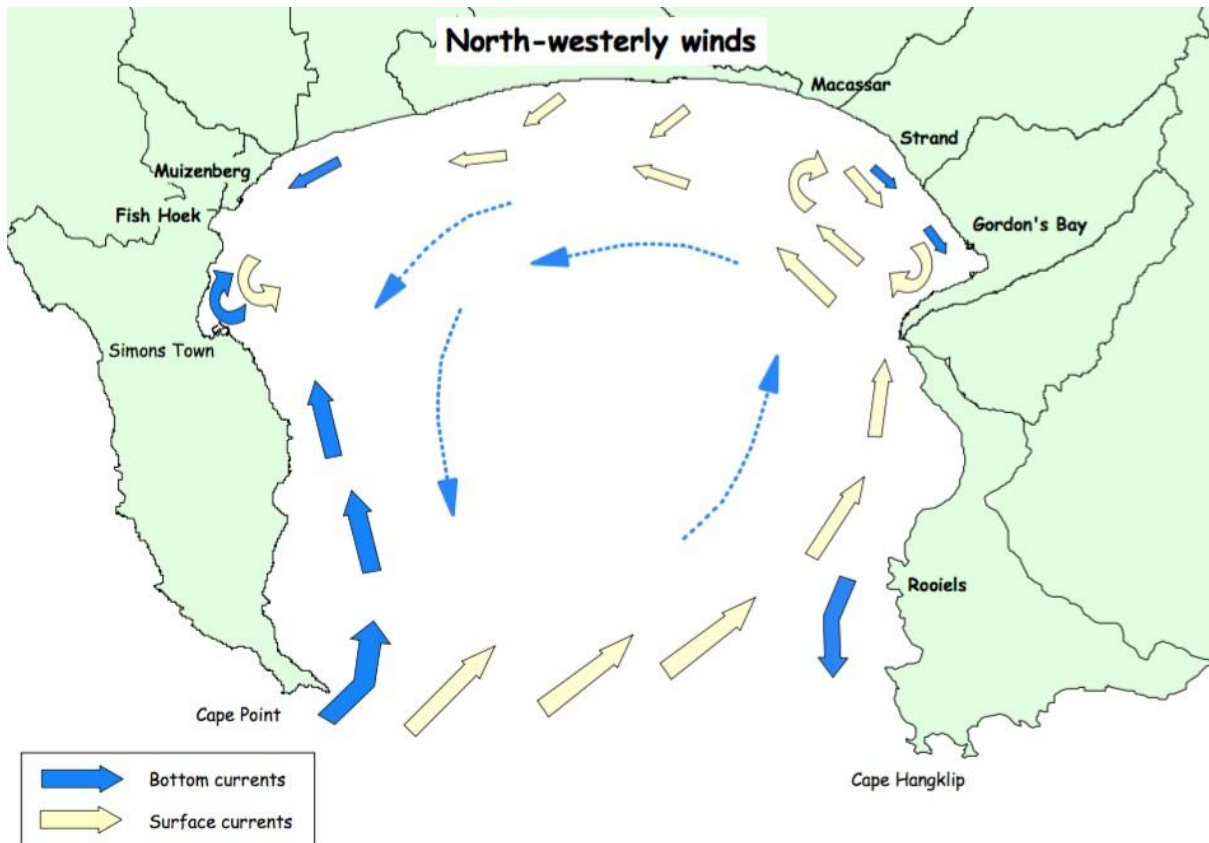 North-westerly winds
Macassar
Strand
Muizenberg
Fish Hoek
Gordon's Bay
Simons Town
Rooiels
Cape Point
Cape Hangklip
Bottom currents
Surface currents